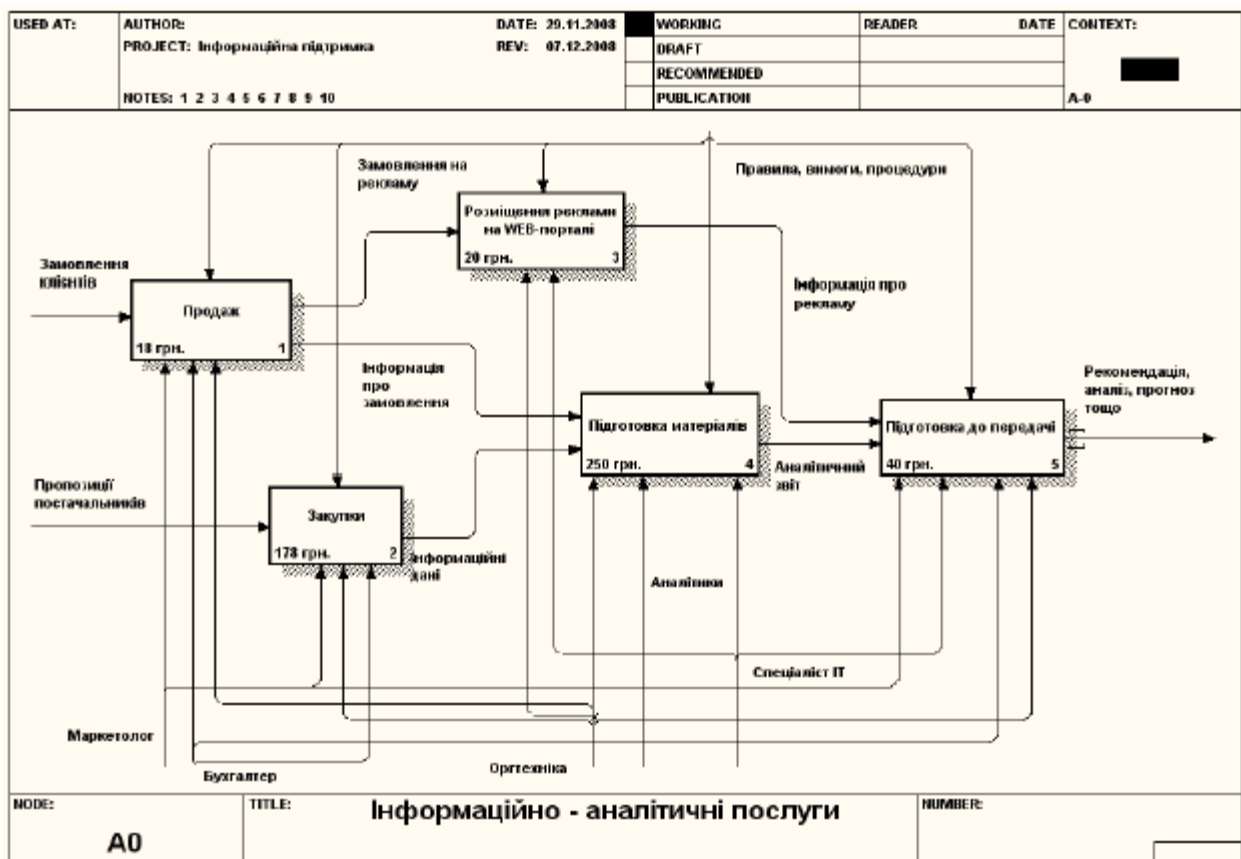 USED AT:
AUTHOR:
DATE: 29.11.2008
PROJECT: Інформаційна підтримка
REV: 07.12.2008
NOTES: 1 2 3 4 5 6 7 8 9 10
WORKING
DRAFT
RECOMMENDED
PUBLICATION
READER
DATE
CONTEXT:
A-0
Замовлення на
рекламу
Правила, вимоги, процедури
Розміщення реклами
на WEB-порталі
20 грн.
3
Замовлення
клієнтів
Продаж
18 грн.
1
Інформація про
рекламу
Інформація
про
замовлення
Рекомендація,
аналіз, прогноз
тощо
Підготовка матеріалів
250 грн.
4
Підготовка до передачі
40 грн.
5
Аналітичний
звіт
Пропозиції
постачальників
Закупки
178 грн.
2
Інформаційні
дані
Аналітики
Спеціаліст ІТ
Маркетолог
Бухгалтер
Оргтехніка
NODE:
A0
TITLE:
Інформаційно - аналітичні послуги
NUMBER: